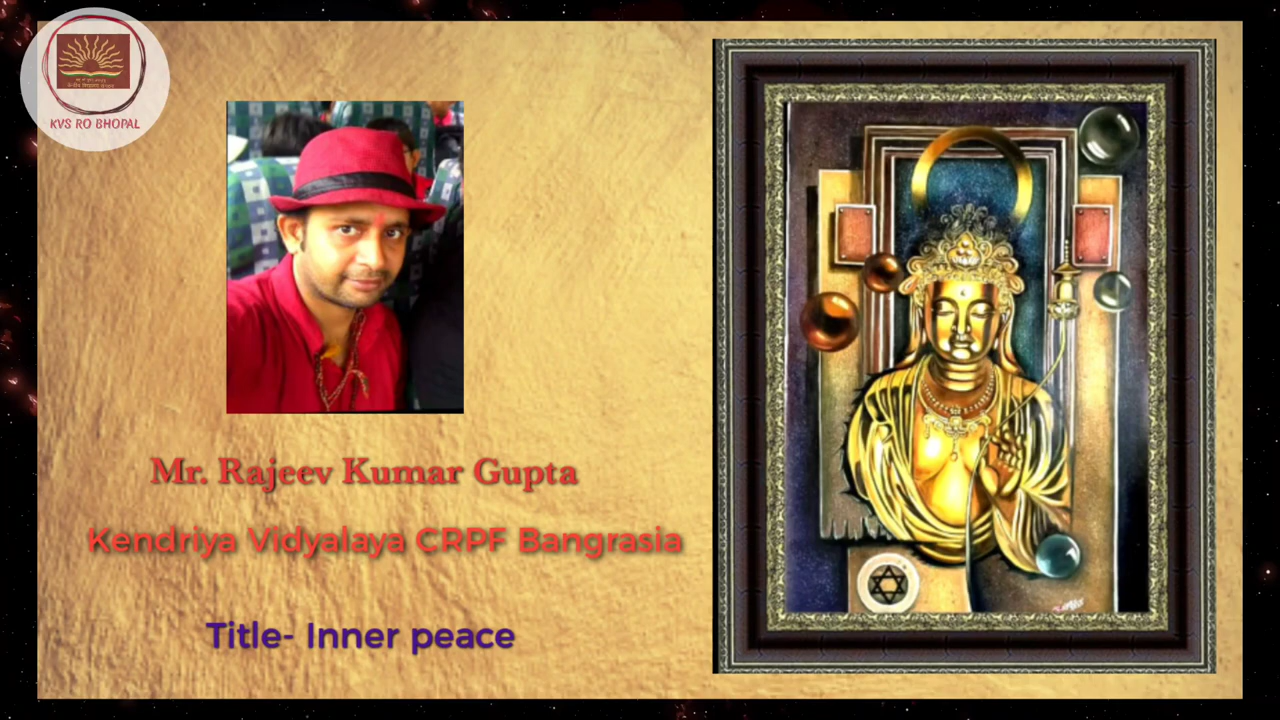 KVS RO BHOPAL
Mr. Rajeev Kumar Gupta
Kendriya Vidyalaya CRPF Bangrasia
Title- Inner peace